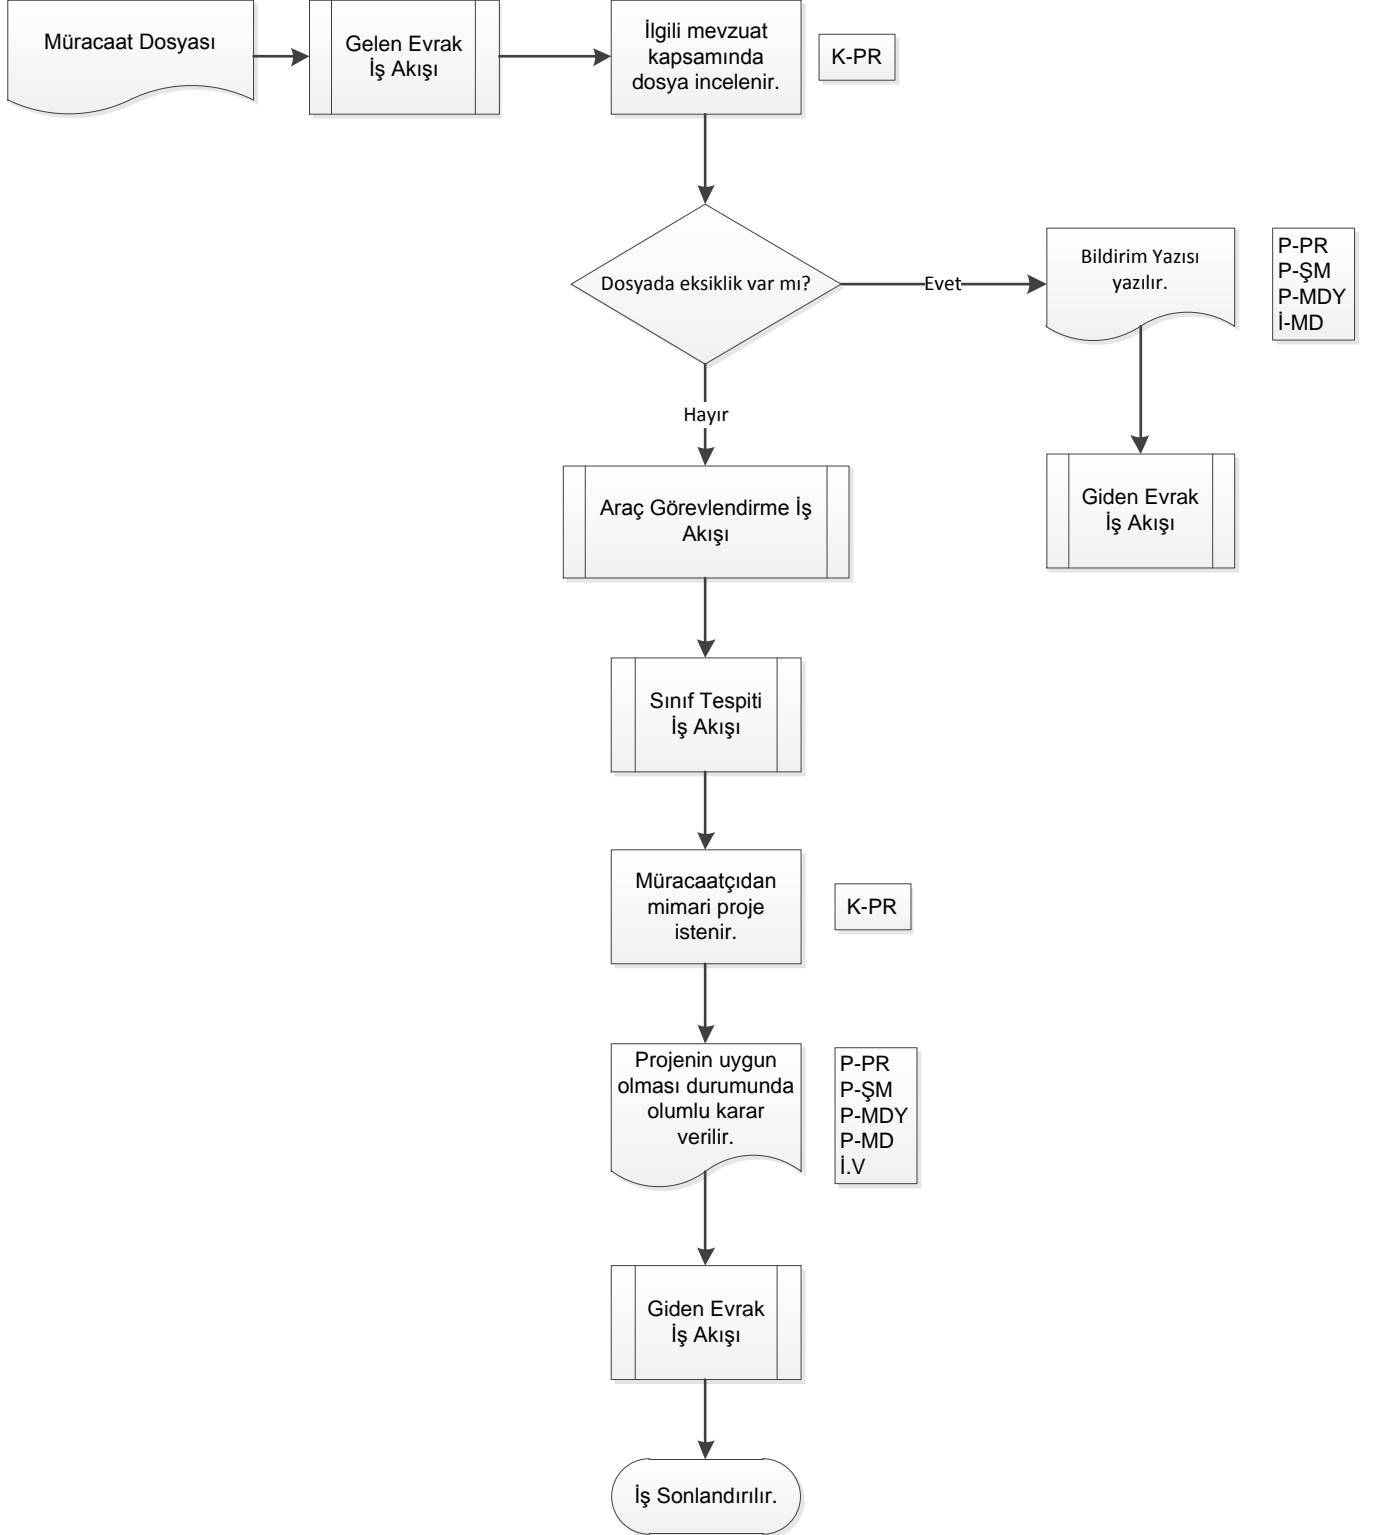 Müracaat Dosyası
Gelen Evrak
İş Akışı
İlgili mevzuat
kapsamında
dosya incelenir.
K-PR
Dosyada eksiklik var mı?
Evet
Bildirim Yazısı
yazılır.
P-PR
P-ŞM
P-MDY
İ-MD
Hayır
Araç Görevlendirme İş
Akışı
Giden Evrak
İş Akışı
Sınıf Tespiti
İş Akışı
Müracaatçıdan
mimari proje
istenir.
K-PR
Projenin uygun
olması durumunda
olumlu karar
verilir.
P-PR
P-ŞM
P-MDY
P-MD
İ.V
Giden Evrak
İş Akışı
İş Sonlandırılır.